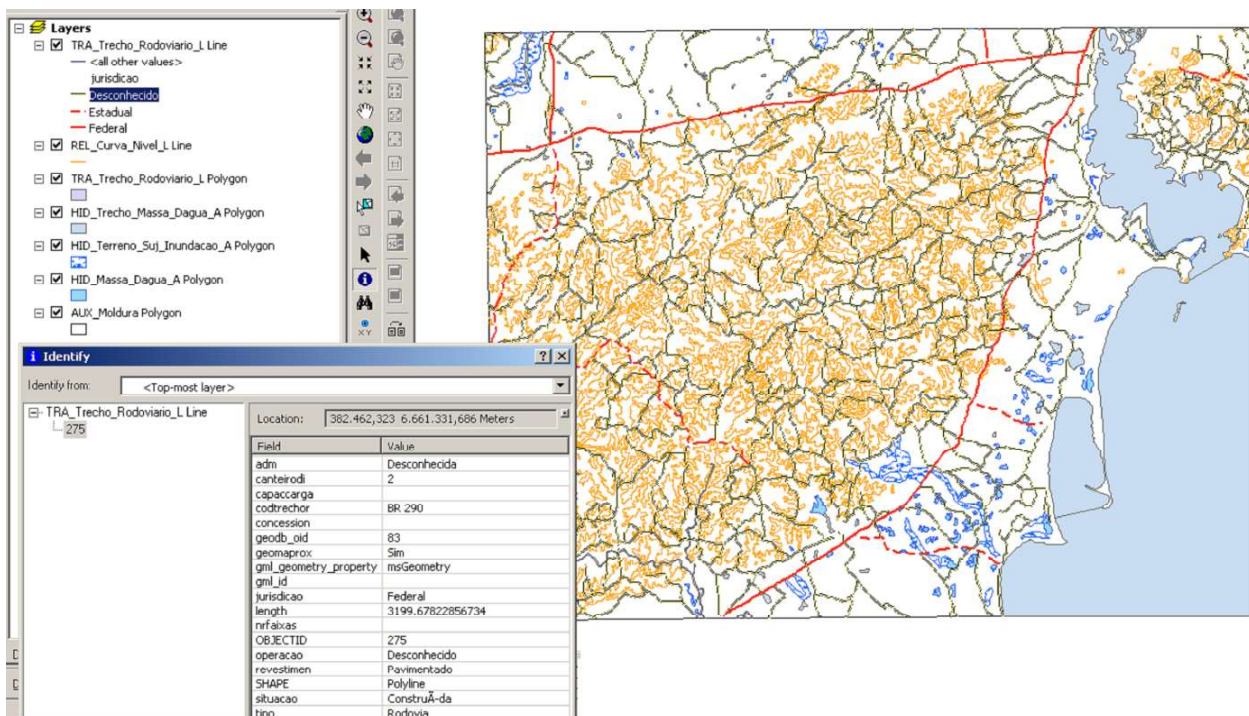 Layers
TRA_Trecho_Rodoviario_L Line
<all other values>
jurisdicao
Desconhecido
Estadual
Federal
REL_Curva_Nivel_L Line
TRA_Trecho_Rodoviario_L Polygon
HID_Trecho_Massa_Dagua_A Polygon
HID_Terreno_Suj_Inundacao_A Polygon
HID_Massa_Dagua_A Polygon
AUX_Moldura Polygon
XY
Identify
Identify from: <Top-most layer>
TRA_Trecho_Rodoviario_L Line
275
Location: 382.462,323 6.661.331,686 Meters
Field Value
adm Desconhecida
canteirodi 2
capaccarga
codtrechor BR 290
concession
geodb_oid 83
geomaprox Sim
gml_geometry_property msGeometry
gml_id
jurisdicao Federal
length 3199.67822856734
nrfaixas
OBJECTID 275
operacao Desconhecido
revestimen Pavimentado
SHAPE Polyline
situacao ConstruÃ-da
tipo Rodovia